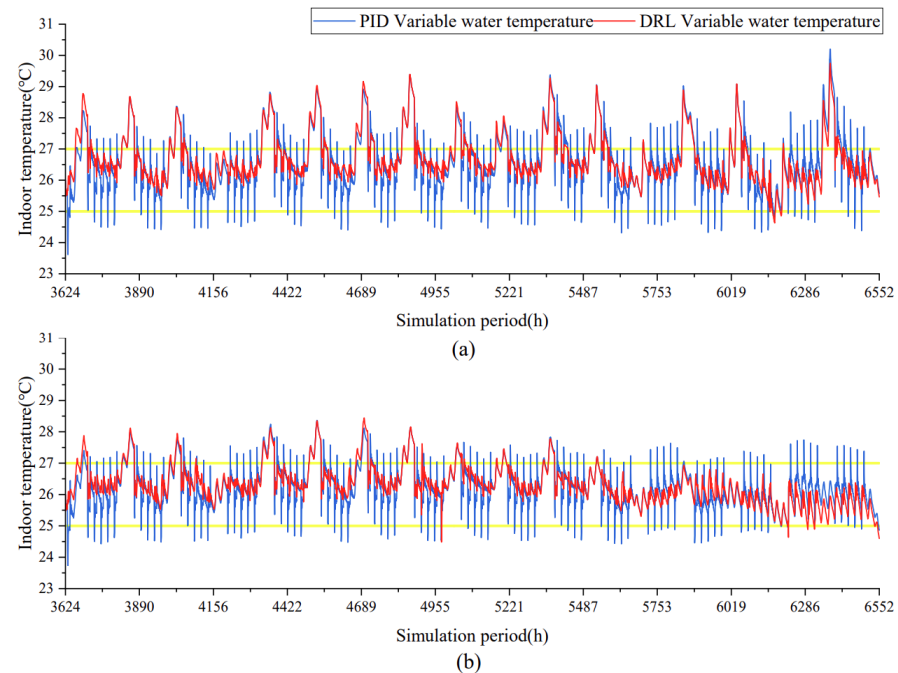 PID Variable water temperature
DRL Variable water temperature
Indoor temperature(°C)
31
30
29
28
27
26
25
24
23
3624 3890 4156 4422 4689 4955 5221 5487 5753 6019 6286 6552
Simulation period(h)
(a)
Indoor temperature(°C)
31
30
29
28
27
26
25
24
23
3624 3890 4156 4422 4689 4955 5221 5487 5753 6019 6286 6552
Simulation period(h)
(b)